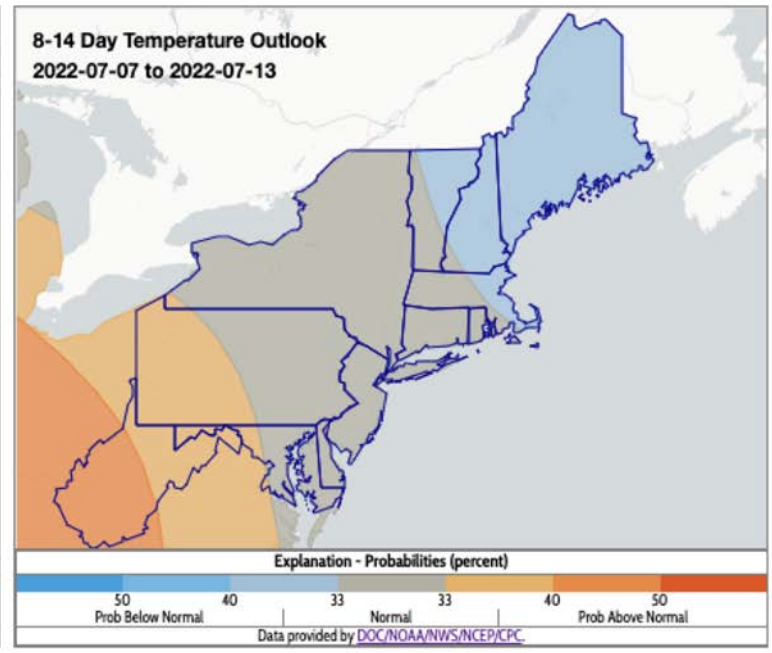 8-14 Day Temperature Outlook
2022-07-07 to 2022-07-13
Explanation - Probabilities (percent)
50 40 33 33 40 50
Prob Below Normal | Normal | Prob Above Normal
Data provided by DOC/NOAA/NWS/NCEP/CPC.